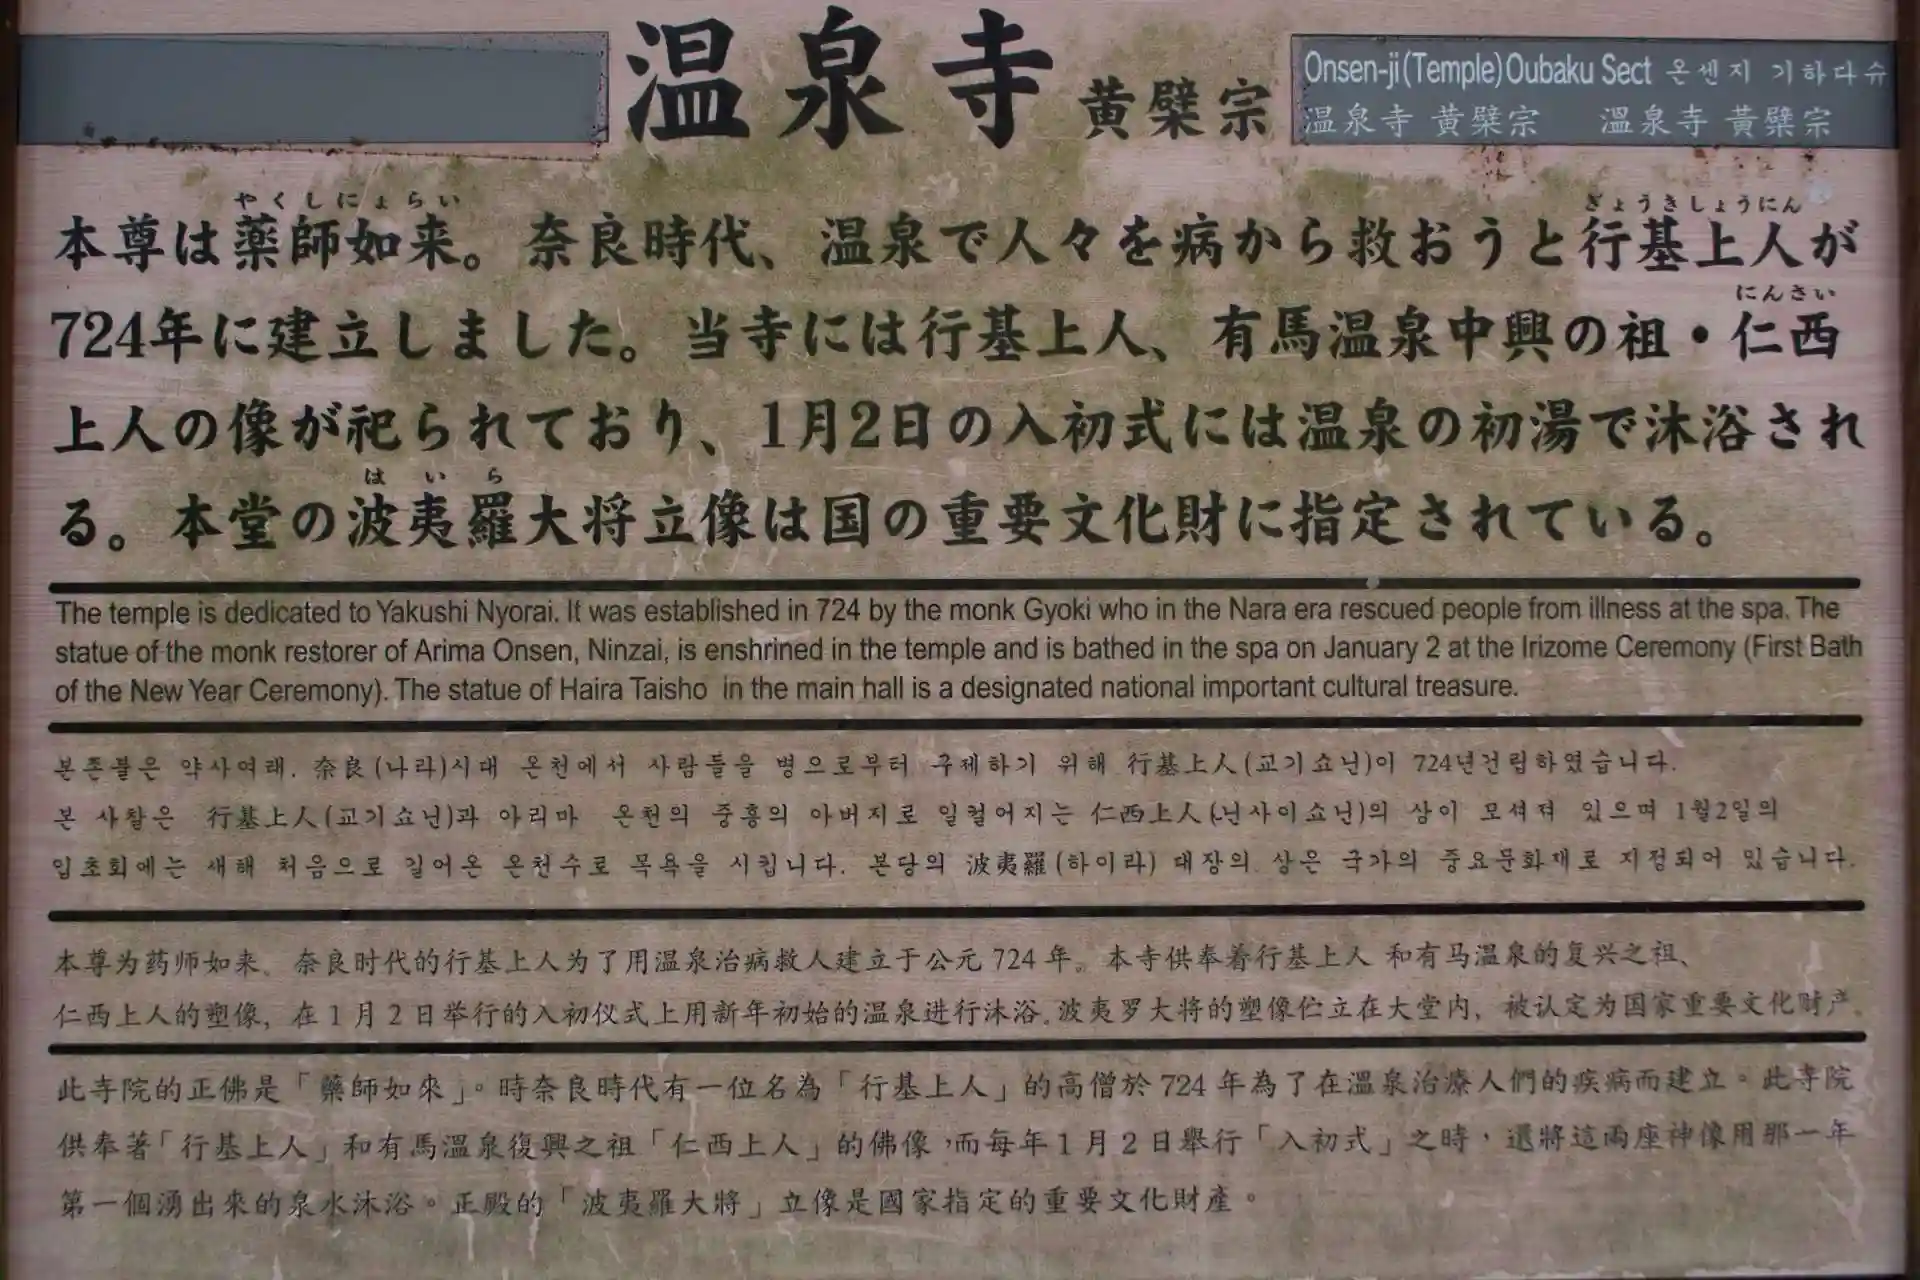 温泉寺 黄檗宗
Onsen-ji(Temple)Oubaku Sect 온센지 기하다슈
温泉寺 黄檗宗 溫泉寺 黃檗宗
やくしにょらい ぎょうきしょうにん
本尊は薬師如来。奈良時代、温泉で人々を病から救おうと行基上人が
にんさい
724年に建立しました。当寺には行基上人、有馬温泉中興の祖・仁西
上人の像が祀られており、1月2日の入初式には温泉の初湯で沐浴され
はいら
る。本堂の波夷羅大将立像は国の重要文化財に指定されている。
The temple is dedicated to Yakushi Nyorai. It was established in 724 by the monk Gyoki who in the Nara era rescued people from illness at the spa. The
statue of the monk restorer of Arima Onsen, Ninzai, is enshrined in the temple and is bathed in the spa on January 2 at the Irizome Ceremony (First Bath
of the New Year Ceremony). The statue of Haira Taisho in the main hall is a designated national important cultural treasure.
본존불은 약사여래. 奈良(나라)시대 온천에서 사람들을 병으로부터 구제하기 위해 行基上人(교기쇼닌)이 724년건립하였습니다.
본 사찰은 行基上人(교기쇼닌)과 아리마 온천의 중흥의 아버지로 일컬어지는 仁西上人(닌사이쇼닌)의 상이 모셔져 있으며 1월2일의
입초회에는 새해 처음으로 길어온 온천수로 목욕을 시킵니다. 본당의 波夷羅(하이라) 대장의 상은 국가의 중요문화재로 지정되어 있습니다.
本尊为药师如来。奈良时代的行基上人为了用温泉治病救人建立于公元 724 年。本寺供奉着行基上人 和有马温泉的复兴之祖、
仁西上人的塑像，在 1 月 2 日举行的入初仪式上用新年初始的温泉进行沐浴。波夷罗大将的塑像伫立在大堂内，被认定为国家重要文化财产。
此寺院的正佛是「藥師如來」。時奈良時代有一位名為「行基上人」的高僧於 724 年為了在溫泉治療人們的疾病而建立。此寺院
供奉著「行基上人」和有馬溫泉復興之祖「仁西上人」的佛像，而每年 1 月 2 日舉行「入初式」之時，還將這兩座神像用那一年
第一個湧出來的泉水沐浴。正殿的「波夷羅大將」立像是國家指定的重要文化財產。